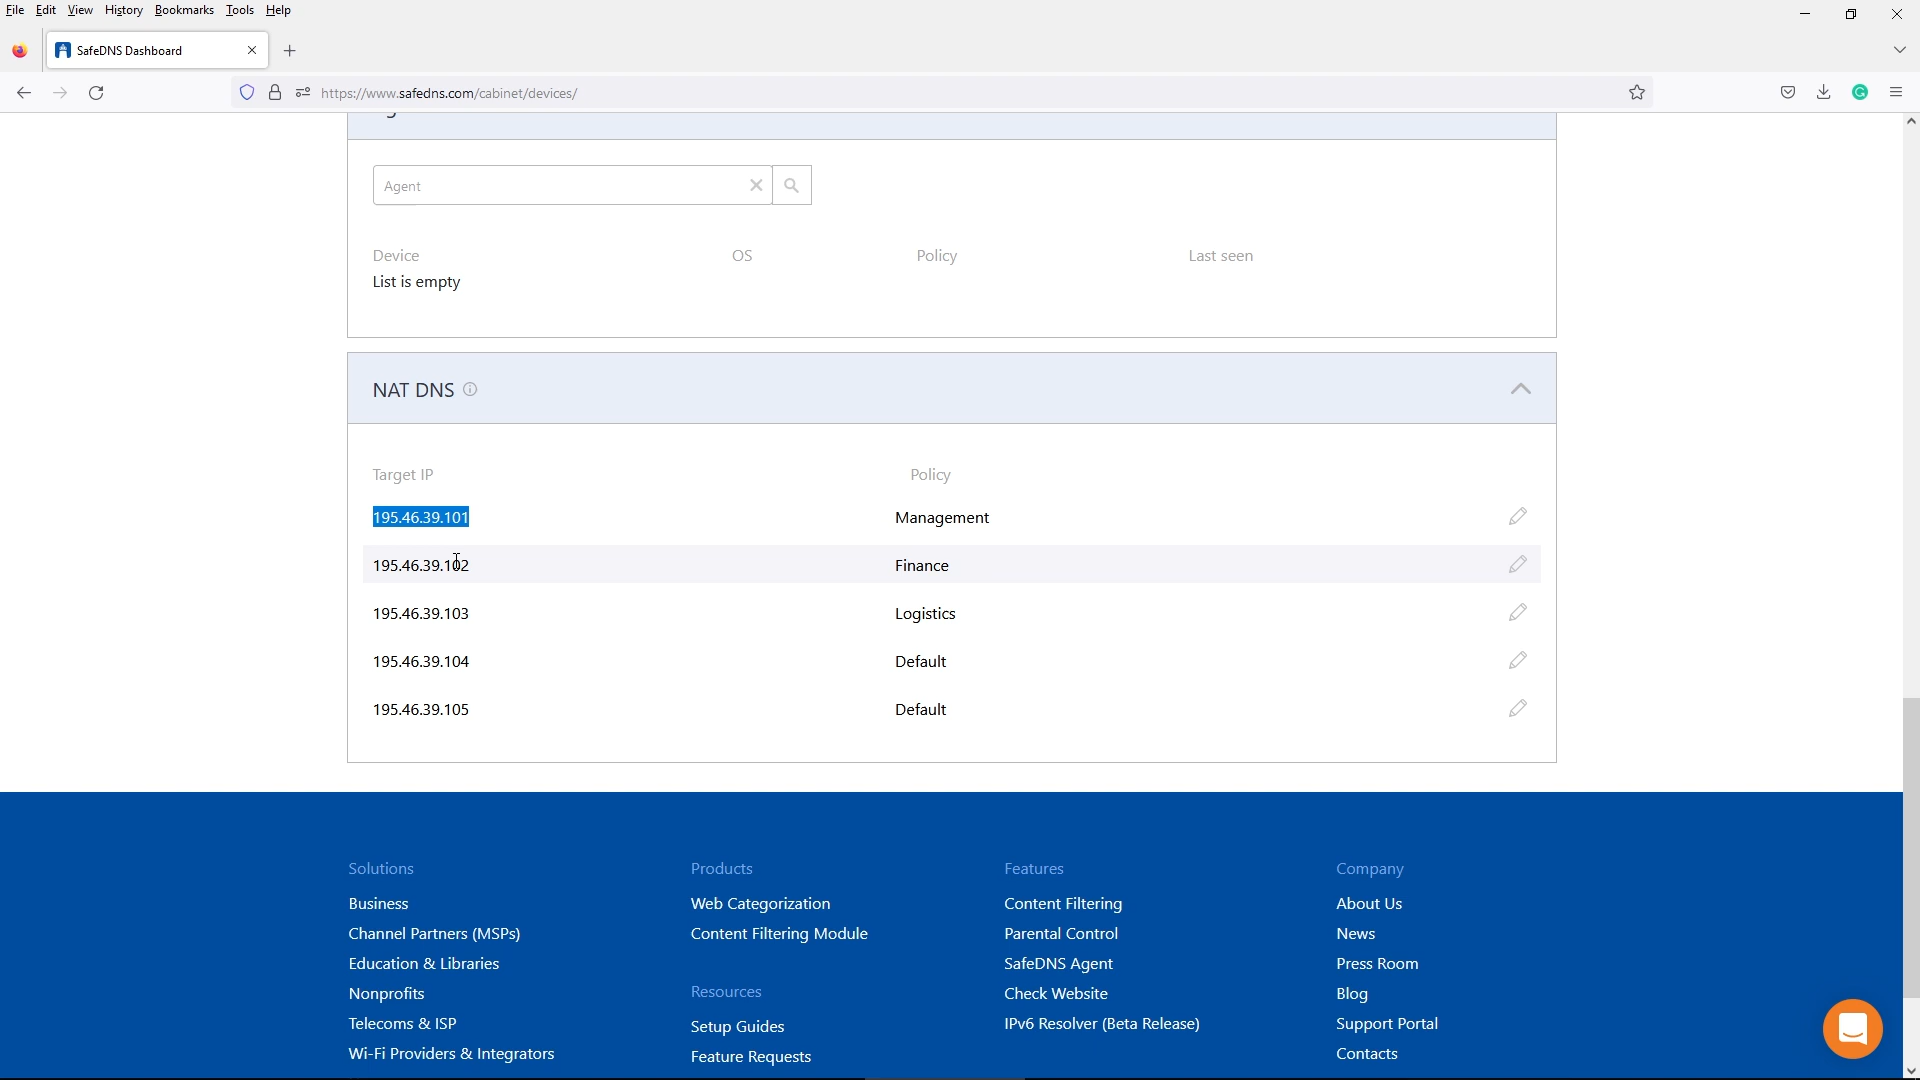 File Edit View History Bookmarks Tools Help
SafeDNS Dashboard
https://www.safedns.com/cabinet/devices/
Agent
Device OS Policy Last seen
List is empty
NAT DNS
Target IP Policy
195.46.39.101 Management
195.46.39.102 Finance
195.46.39.103 Logistics
195.46.39.104 Default
195.46.39.105 Default
Solutions Products Features Company
Business Web Categorization Content Filtering About Us
Channel Partners (MSPs) Content Filtering Module Parental Control News
Education & Libraries SafeDNS Agent Press Room
Nonprofits Resources Check Website Blog
Telecoms & ISP Setup Guides IPv6 Resolver (Beta Release) Support Portal
Wi-Fi Providers & Integrators Feature Requests Contacts